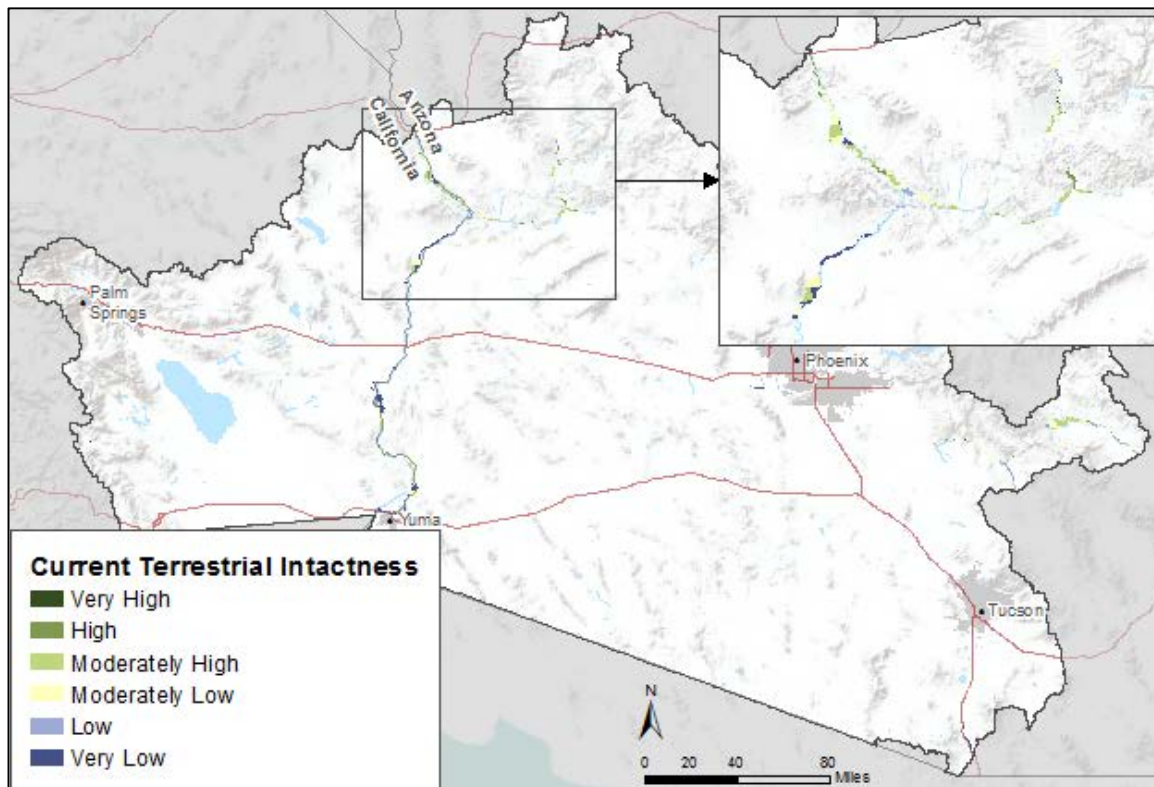 Arizona
California
Palm
Springs
Phoenix
Yuma
Tucson
Current Terrestrial Intactness
Very High
High
Moderately High
Moderately Low
Low
Very Low
N
0 20 40 80
Miles